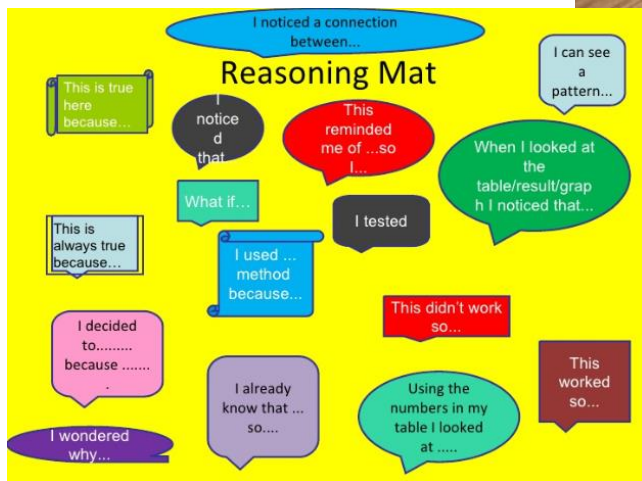 I noticed a connection
between...
Reasoning Mat
I can see
a
pattern...
This is true
here
because…
I
notice
d
that
This
reminded
me of ...so
I...
When I looked at
the
table/result/grap
h I noticed that...
What if…
I tested
This is
always true
because…
I used ...
method
because...
This didn't work
so...
I decided
to.........
because .......
.
I already
know that ...
so....
Using the
numbers in my
table I looked
at .....
This
worked
so...
I wondered
why...